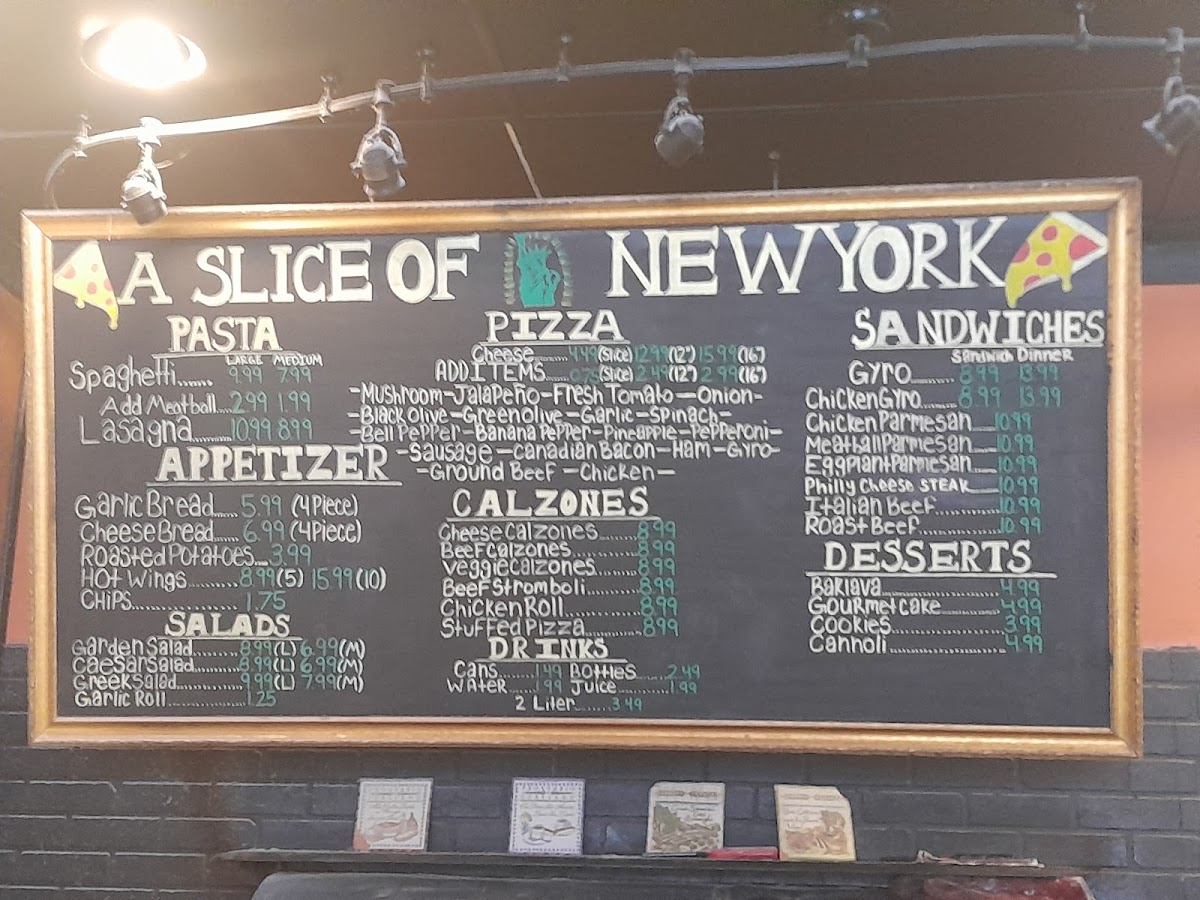 A SLICE OF NEW YORK
PASTA
LARGE MEDIUM
Spaghetti....... 9.99 7.99
Add Meatball....2.99 1.99
Lasagna.........10.99 8.99
APPETIZER
Garlic Bread.....5.99 (4 Piece)
Cheese Bread.....6.99 (4 Piece)
Roasted Potatoes...3.99
Hot Wings.........8.99(5) 15.99(10)
Chips................1.75
SALADS
Garden Salad........8.99(L) 6.99(M)
Caesar Salad........8.99(L) 6.99(M)
Greek Salad.........9.99(L) 7.99(M)
Garlic Roll...............1.25
PIZZA
Cheese......4.49(Slice) 12.99(12") 15.99(16")
ADD ITEMS......0.75(Slice) 2.49(12") 2.99(16")
-Mushroom-Jalapeño-Fresh Tomato-Onion-
-Black Olive-Green Olive-Garlic-Spinach-
-Bell Pepper-Banana Pepper-Pineapple-Pepperoni-
-Sausage-Canadian Bacon-Ham-Gyro-
-Ground Beef-Chicken-
CALZONES
Cheese Calzones........8.99
Beef Calzones............8.99
Veggie Calzones........8.99
Beef Stromboli..........8.99
Chicken Roll..............8.99
Stuffed Pizza............8.99
DRINKS
Cans......1.49 Bottles......2.49
Water......1.99 Juice.........1.99
2 Liter.......3.49
SANDWICHES
Sandwich Dinner
Gyro.........8.99 13.99
Chicken Gyro......8.99 13.99
Chicken Parmesan....10.99
Meatball Parmesan....10.99
Eggplant Parmesan....10.99
Philly Cheese STEAK....10.99
Italian Beef...........10.99
Roast Beef.............10.99
DESSERTS
Baklava....................4.99
Gourmet Cake..........4.99
Cookies....................3.99
Cannoli....................4.99